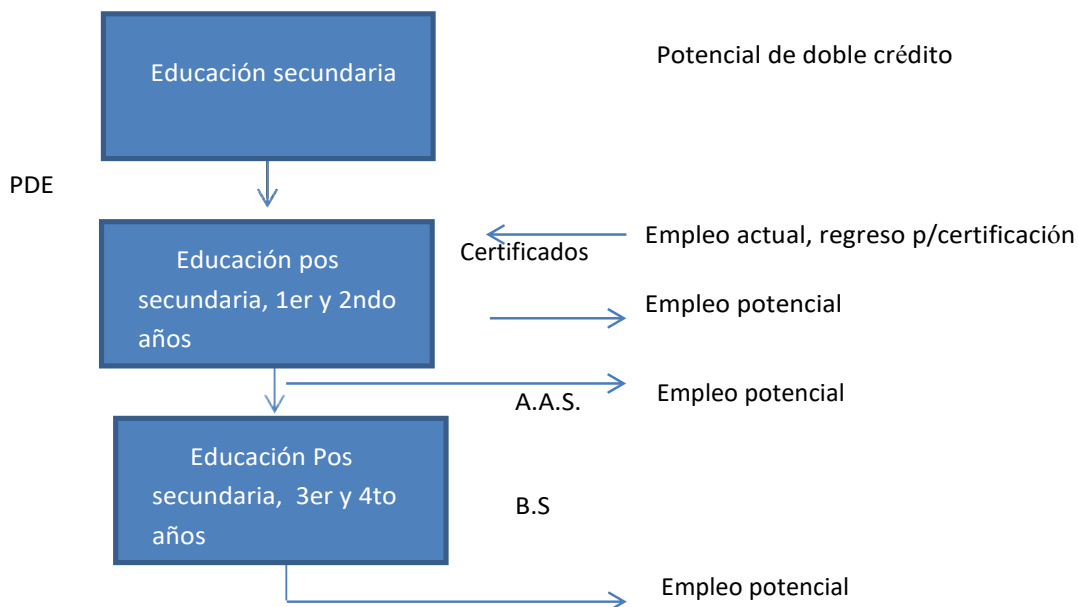 Educación secundaria
Potencial de doble crédito
PDE
Empleo actual, regreso p/certificación
Certificados
Educación pos
secundaria, 1er y 2ndo
años
Empleo potencial
Empleo potencial
A.A.S.
Educación Pos
secundaria, 3er y 4to
años
B.S
Empleo potencial